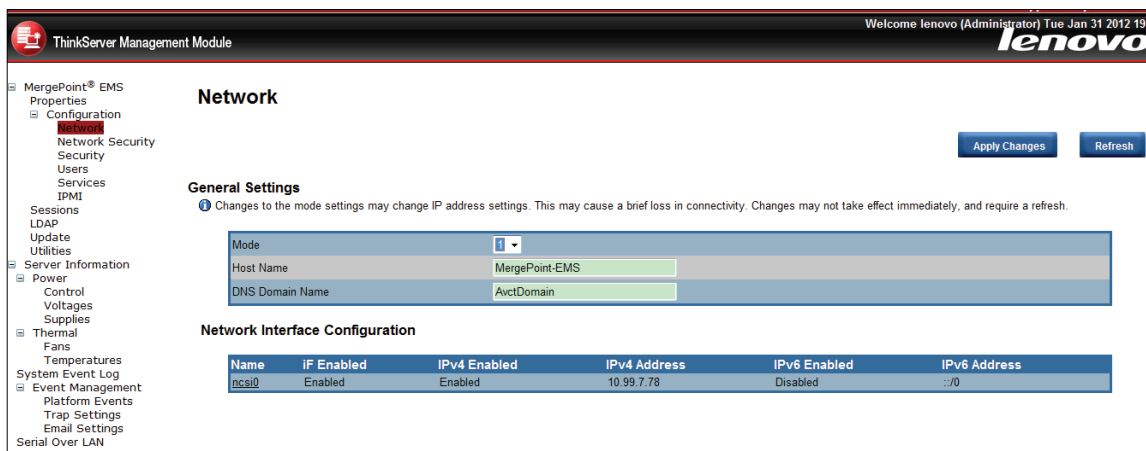 Welcome lenovo (Administrator) Tue Jan 31 2012 19
ThinkServer Management Module
lenovo
MergePoint® EMS
Properties
Configuration
Network
Network Security
Security
Users
Services
IPMI
Sessions
LDAP
Update
Utilities
Server Information
Power
Control
Voltages
Supplies
Thermal
Fans
Temperatures
System Event Log
Event Management
Platform Events
Trap Settings
Email Settings
Serial Over LAN
Network
Apply Changes Refresh
General Settings
Changes to the mode settings may change IP address settings. This may cause a brief loss in connectivity. Changes may not take effect immediately, and require a refresh.
Mode 1
Host Name MergePoint-EMS
DNS Domain Name AvctDomain
Network Interface Configuration
Name iF Enabled IPv4 Enabled IPv4 Address IPv6 Enabled IPv6 Address
ncsi0 Enabled Enabled 10.99.7.78 Disabled ::/0